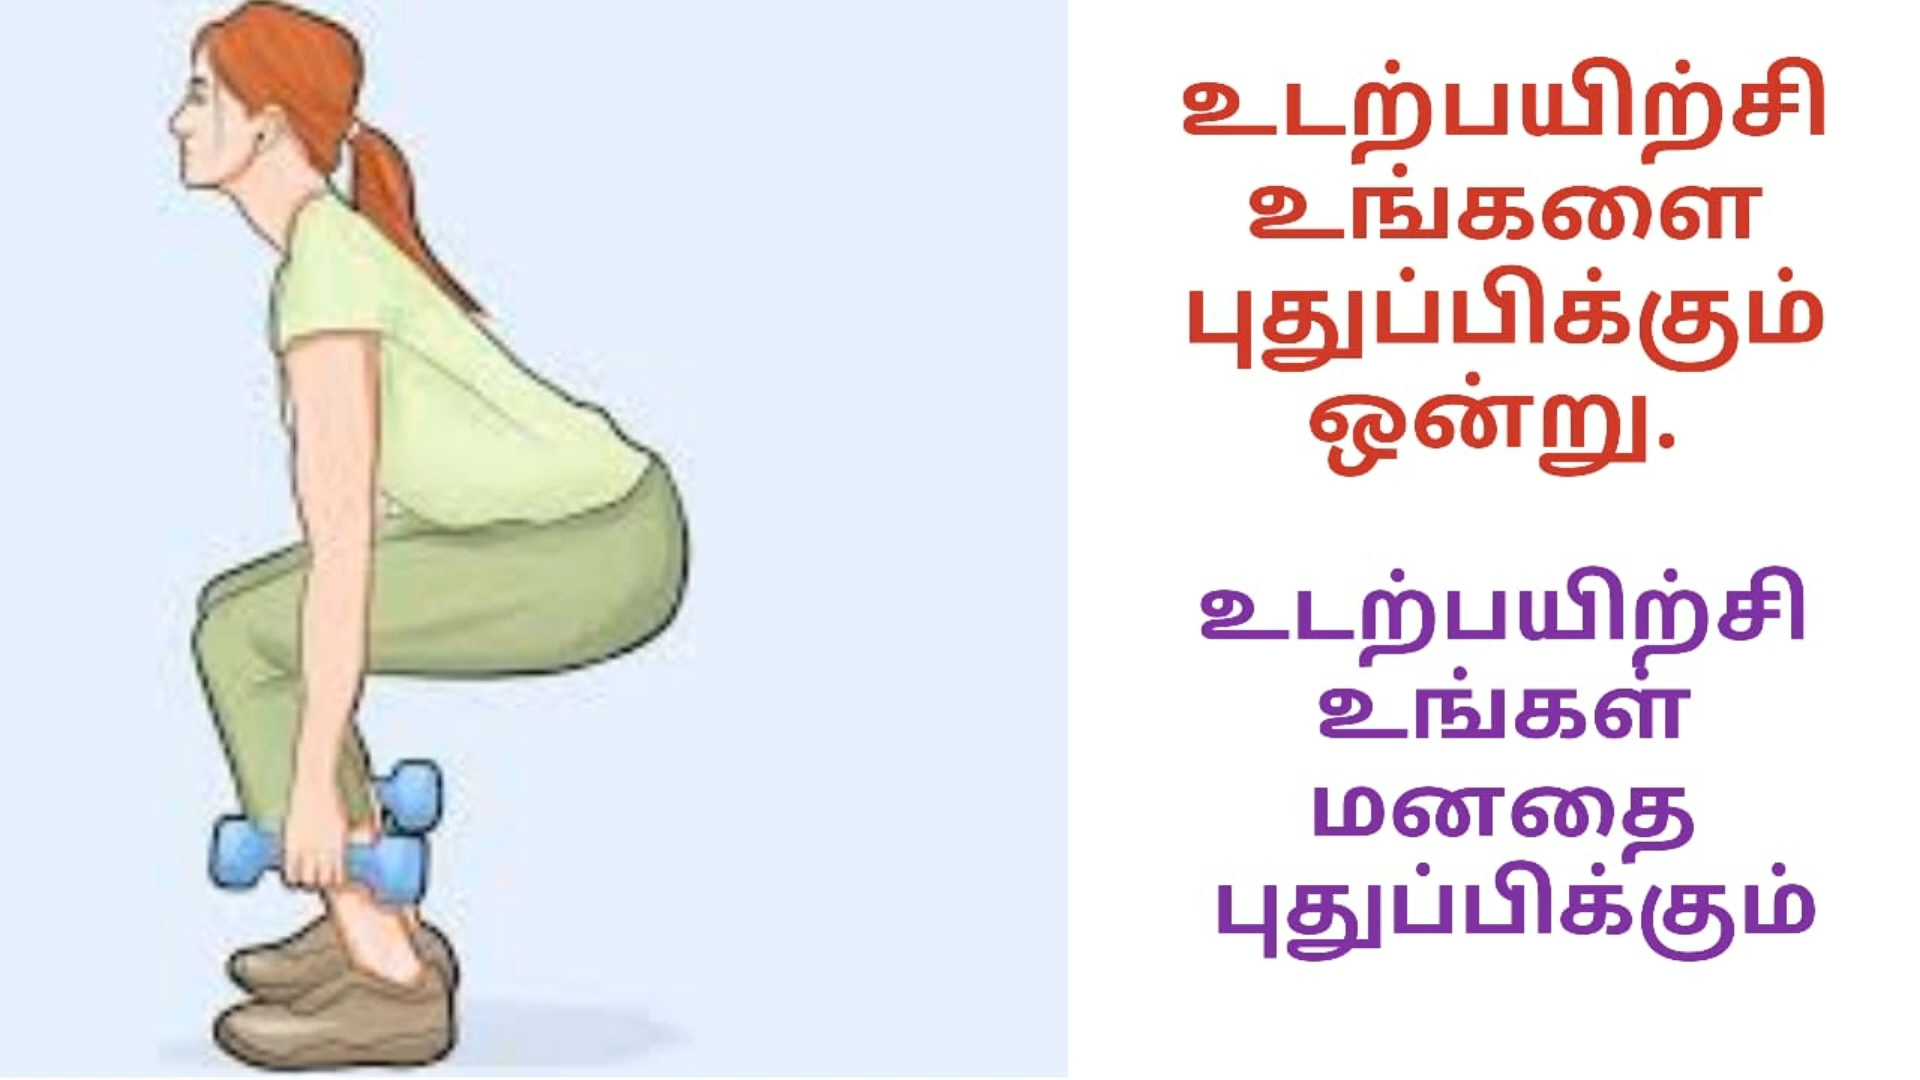 உடற்பயிற்சி
உங்களை
புதுப்பிக்கும்
ஒன்று.
உடற்பயிற்சி
உங்கள்
மனதை
புதுப்பிக்கும்